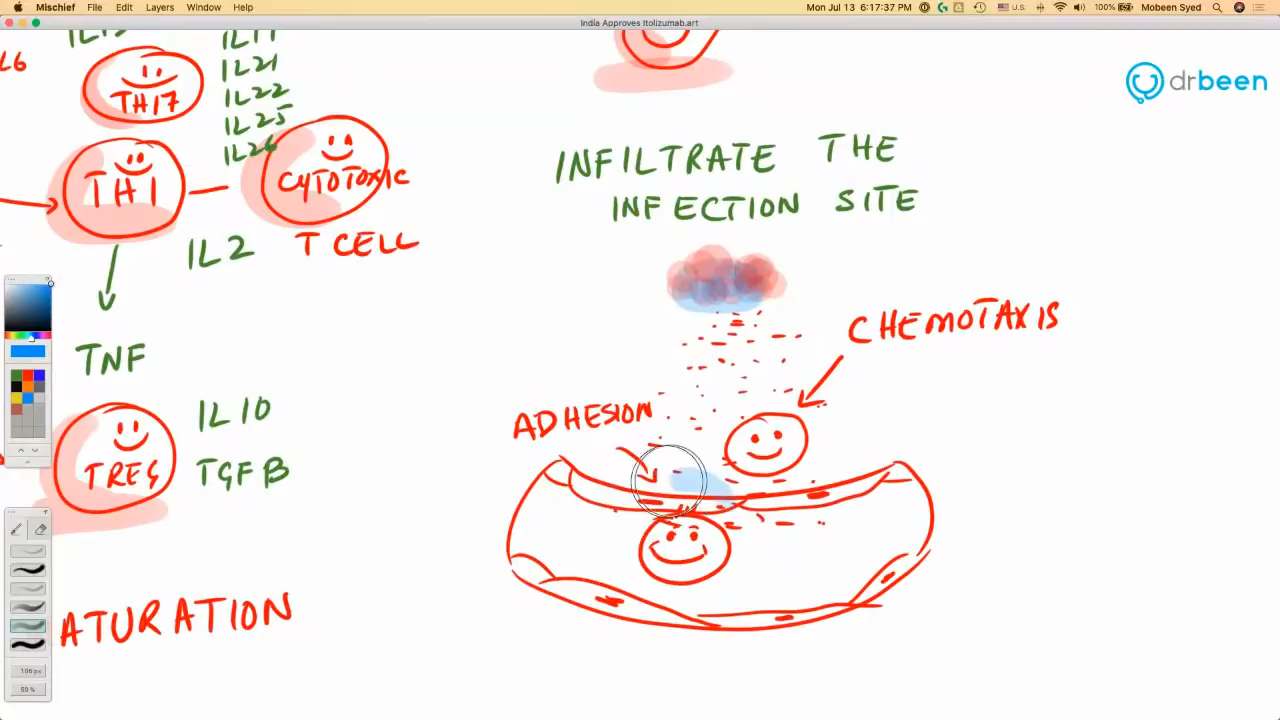 Mischief File Edit Layers Window Help
Mon Jul 13 6:17:37 PM U.S. 100% Mobeen Syed
India Approves Itolizumab.art
drbeen
IL6
IL21
IL22
IL25
IL26
TH17
TH1
CYTOTOXIC
T CELL
IL2
TNF
TREG
IL10
TGFB
ATURATION
INFILTRATE THE
INFECTION SITE
CHEMOTAXIS
ADHESION
50%